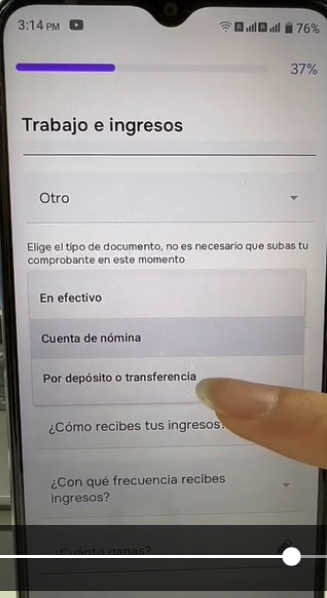 3:14 PM
76%
37%
Trabajo e ingresos
Otro
Elige el tipo de documento, no es necesario que subas tu
comprobante en este momento
En efectivo
Cuenta de nómina
Por depósito o transferencia
¿Cómo recibes tus ingresos?
¿Con qué frecuencia recibes
ingresos?
¿Cuánto ganas?